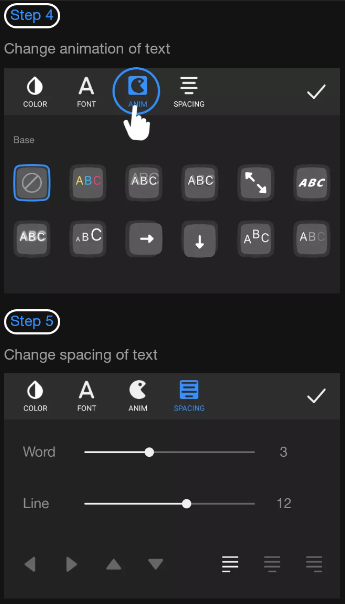 Step 4
Change animation of text
COLOR FONT ANIM SPACING
Base
ABC ABC ABC ABC
ABC ABC ABC ABC
Step 5
Change spacing of text
COLOR FONT ANIM SPACING
Word 3
Line 12